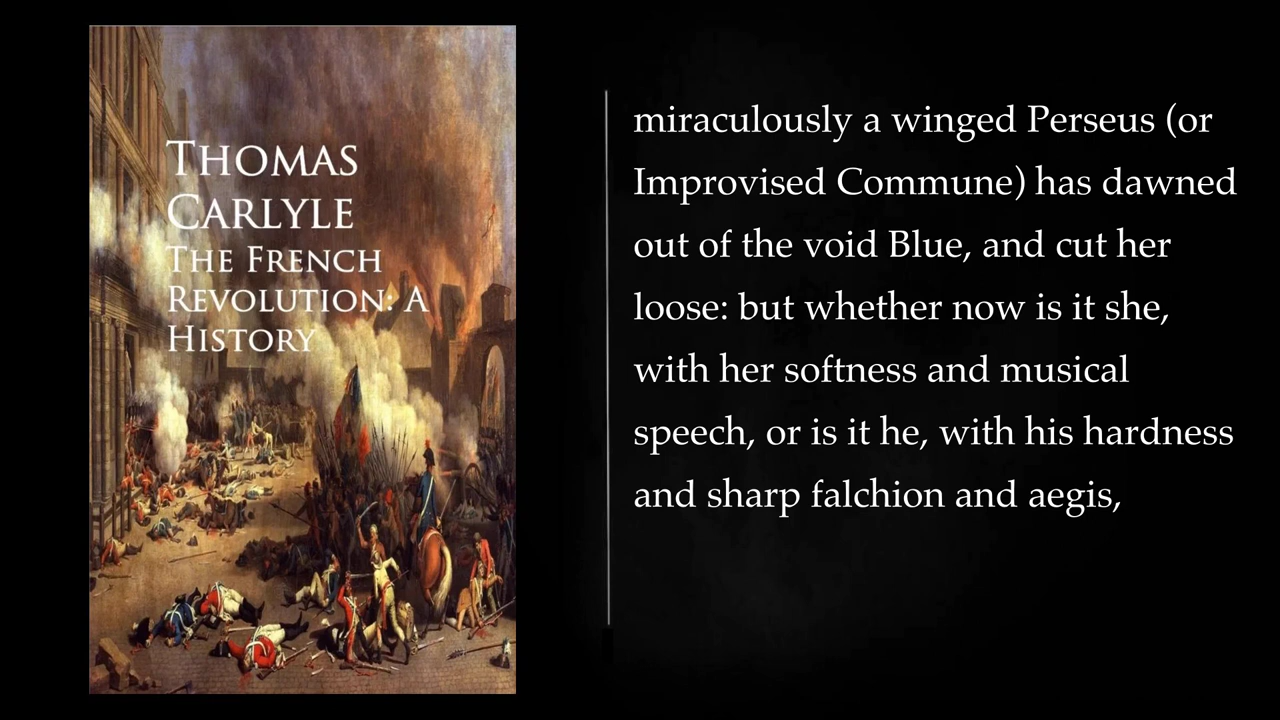 THOMAS
CARLYLE
THE FRENCH
REVOLUTION: A
HISTORY
miraculously a winged Perseus (or
Improvised Commune) has dawned
out of the void Blue, and cut her
loose: but whether now is it she,
with her softness and musical
speech, or is it he, with his hardness
and sharp falchion and aegis,